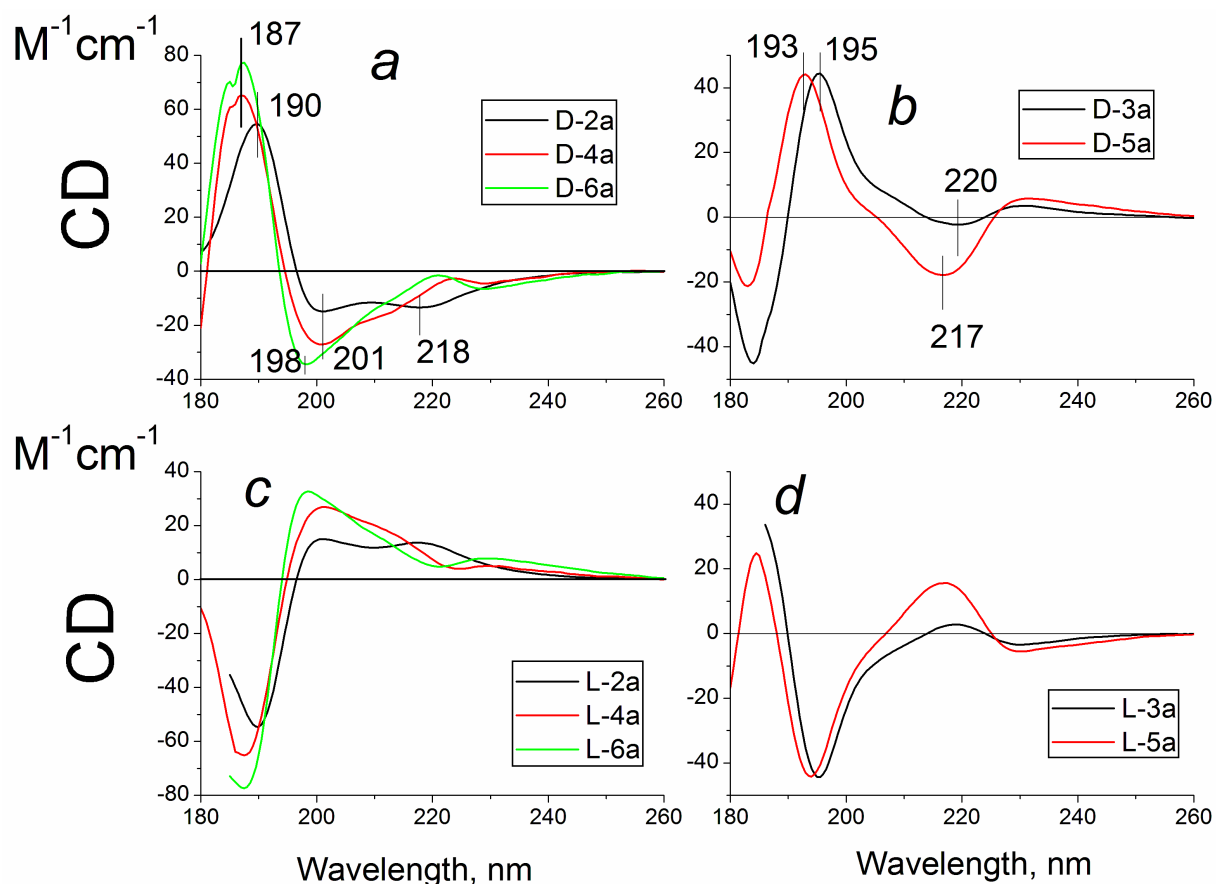 M⁻¹cm⁻¹
CD
a
187
190
198
201
218
D-2a
D-4a
D-6a
80
60
40
20
0
-20
-40
180 200 220 240 260
b
193 195
220
217
D-3a
D-5a
40
20
0
-20
-40
180 200 220 240 260
M⁻¹cm⁻¹
CD
c
L-2a
L-4a
L-6a
40
20
0
-20
-40
-60
-80
180 200 220 240 260
Wavelength, nm
d
L-3a
L-5a
40
20
0
-20
-40
180 200 220 240 260
Wavelength, nm